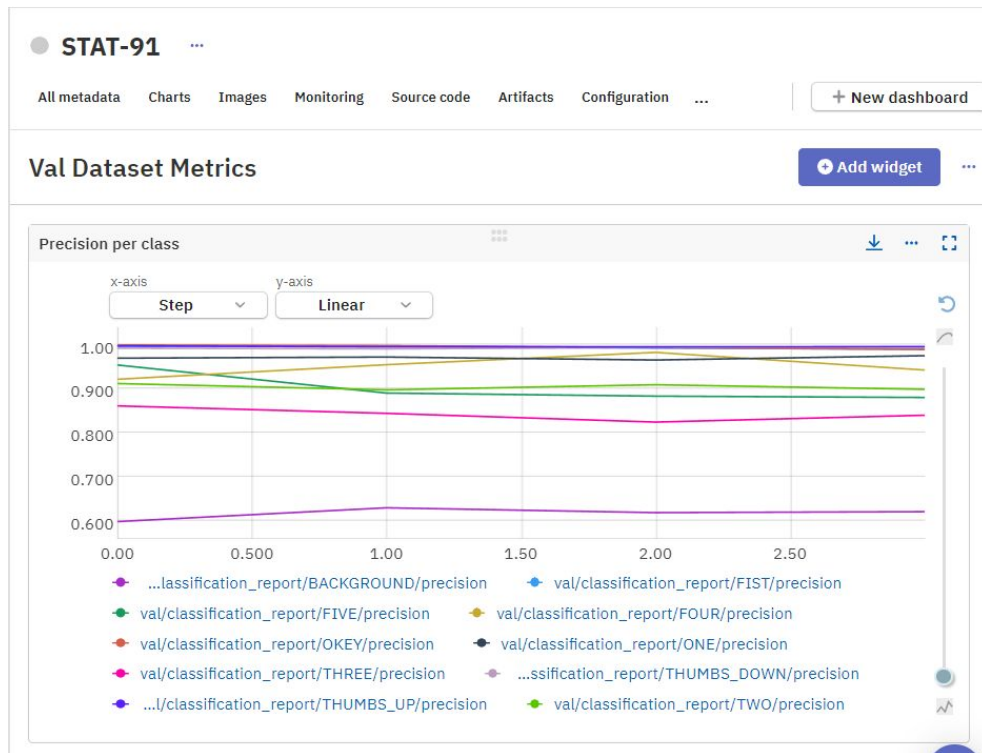 STAT-91 ...
All metadata Charts Images Monitoring Source code Artifacts Configuration ... + New dashboard
Val Dataset Metrics
Add widget ...
Precision per class ...
x-axis y-axis
Step Linear
1.00
0.900
0.800
0.700
0.600
0.00 0.500 1.00 1.50 2.00 2.50
...lassification_report/BACKGROUND/precision val/classification_report/FIST/precision
val/classification_report/FIVE/precision val/classification_report/FOUR/precision
val/classification_report/OKEY/precision val/classification_report/ONE/precision
val/classification_report/THREE/precision ...ssification_report/THUMBS_DOWN/precision
...l/classification_report/THUMBS_UP/precision val/classification_report/TWO/precision